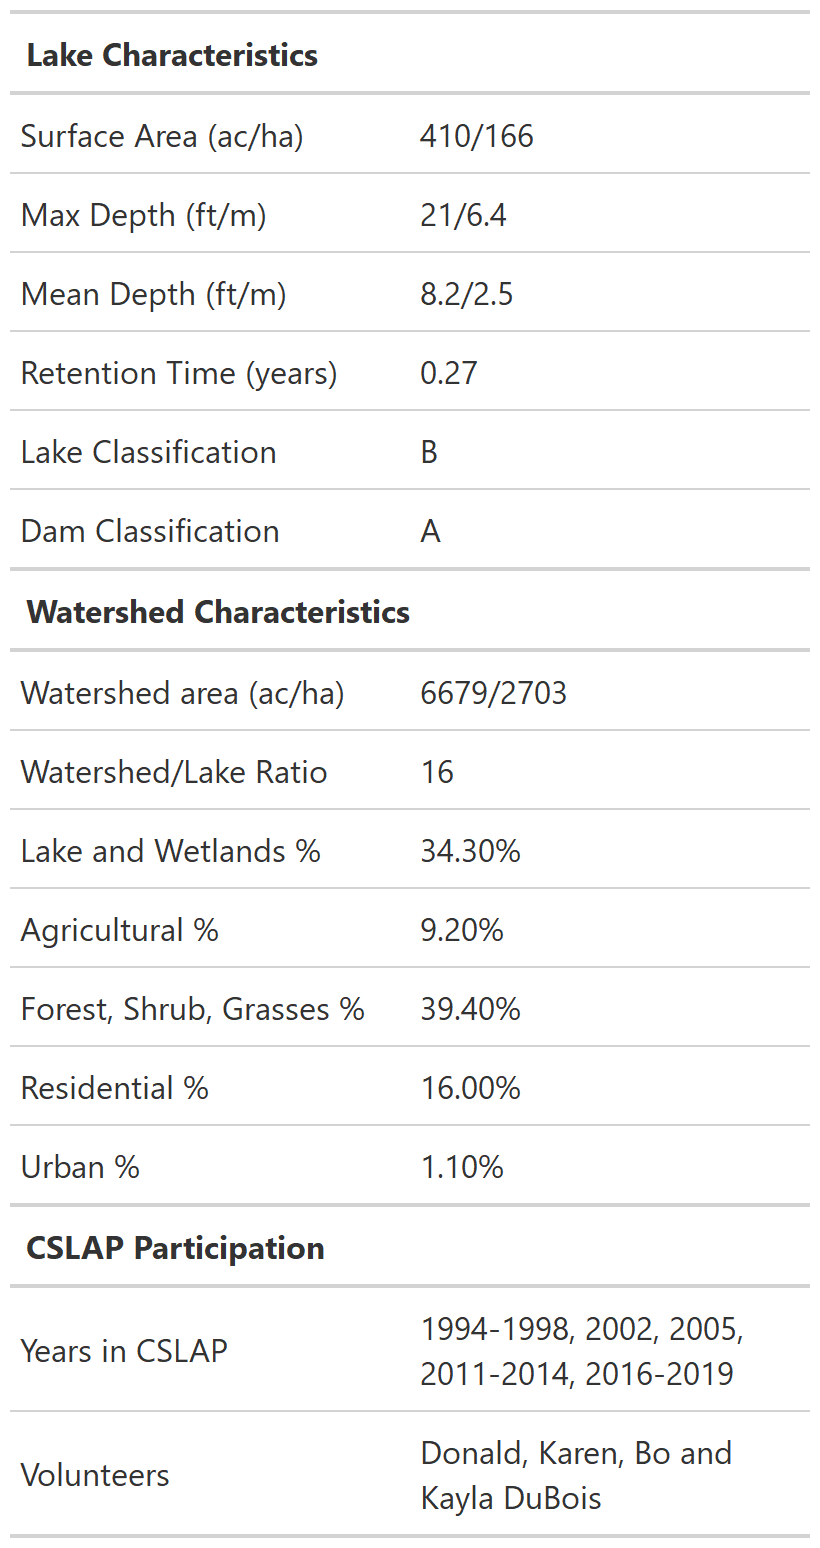 Lake Characteristics
Surface Area (ac/ha) 410/166
Max Depth (ft/m) 21/6.4
Mean Depth (ft/m) 8.2/2.5
Retention Time (years) 0.27
Lake Classification B
Dam Classification A
Watershed Characteristics
Watershed area (ac/ha) 6679/2703
Watershed/Lake Ratio 16
Lake and Wetlands % 34.30%
Agricultural % 9.20%
Forest, Shrub, Grasses % 39.40%
Residential % 16.00%
Urban % 1.10%
CSLAP Participation
Years in CSLAP
1994-1998, 2002, 2005,
2011-2014, 2016-2019
Volunteers
Donald, Karen, Bo and
Kayla DuBois